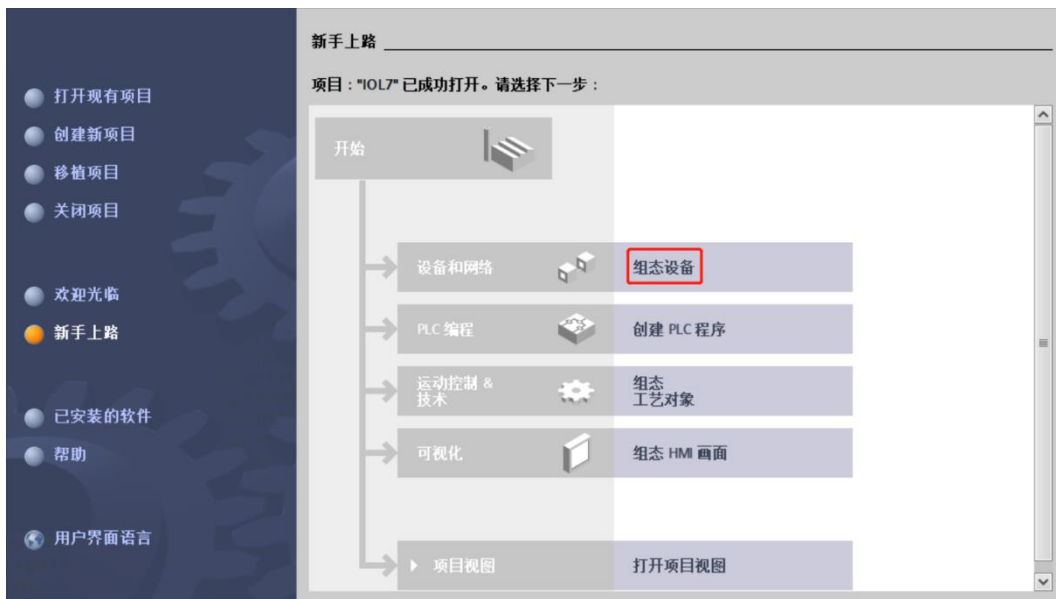 新手上路
项目："IOL7" 已成功打开。请选择下一步：
打开现有项目
创建新项目
移植项目
关闭项目
欢迎光临
新手上路
已安装的软件
帮助
用户界面语言
开始
设备和网络
组态设备
PLC 编程
创建 PLC 程序
运动控制 &
技术
组态
工艺对象
可视化
组态 HMI 画面
项目视图
打开项目视图